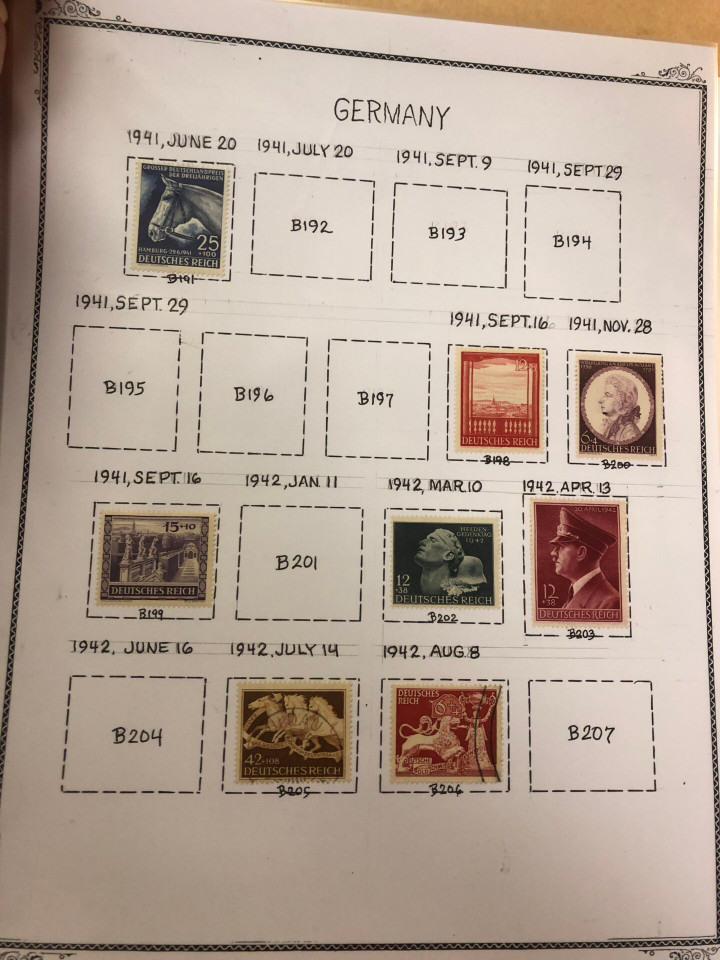 GERMANY
1941, JUNE 20
1941, JULY 20
1941, SEPT. 9
1941, SEPT 29
GROSSER DEUTSCHLANDPREIS
DER DREIJÄHRIGEN
25
+100
HAMBURG·29.6.1941
DEUTSCHES REICH
B191
B192
B193
B194
1941, SEPT. 29
1941, SEPT. 16
1941, NOV. 28
B195
B196
B197
DEUTSCHES REICH
B198
6+4
DEUTSCHES REICH
B200
1941, SEPT. 16
1942, JAN 11
1942, MAR 10
1942. APR. 13
15+10
DEUTSCHES REICH
B199
B201
HELDEN-
GEDENKTAG
1942
12
+38
DEUTSCHES REICH
B202
20. APRIL 1942
12
+38
DEUTSCHES REICH
B203
1942, JUNE 16
1942, JULY 14
1942, AUG. 8
B204
42+108
DEUTSCHES REICH
B205
DEUTSCHES
REICH
6+4
DEUTSCHE
B206
B207